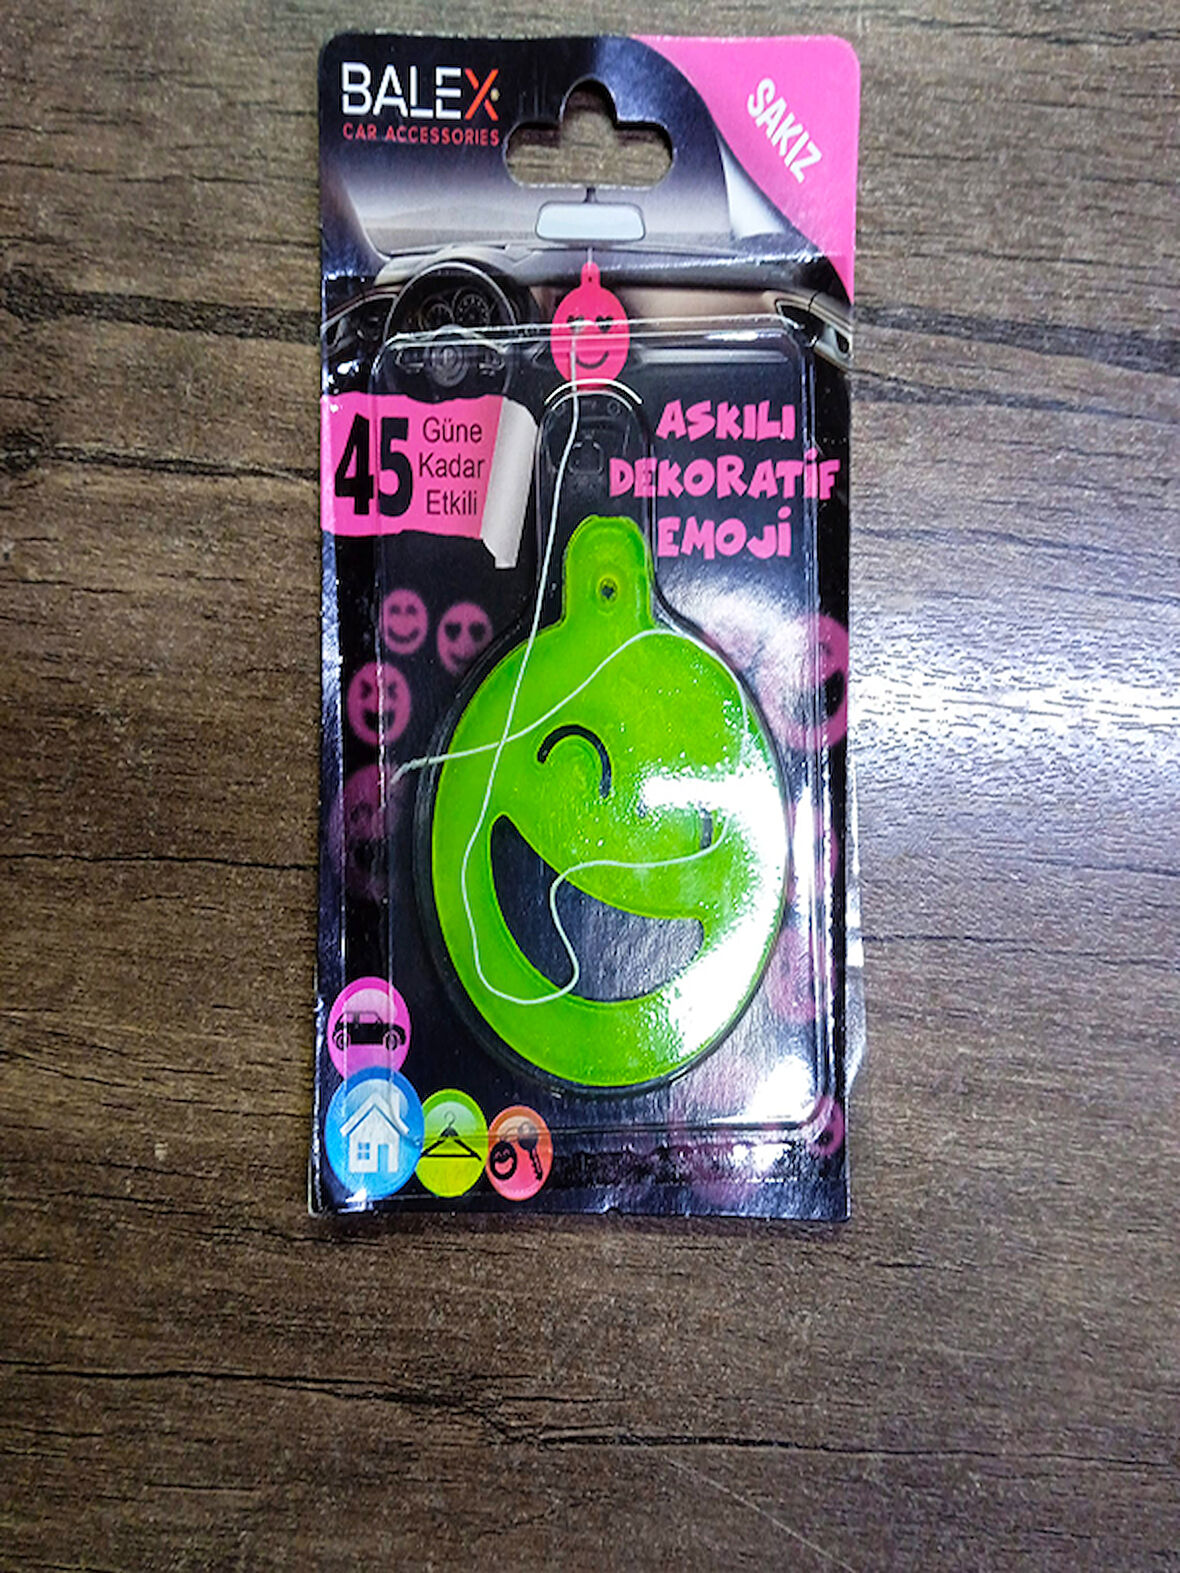 BALEX
CAR ACCESSORIES
SAKIZ
45 Güne
Kadar
Etkili
ASKILI
DEKORATİF
EMOJİ